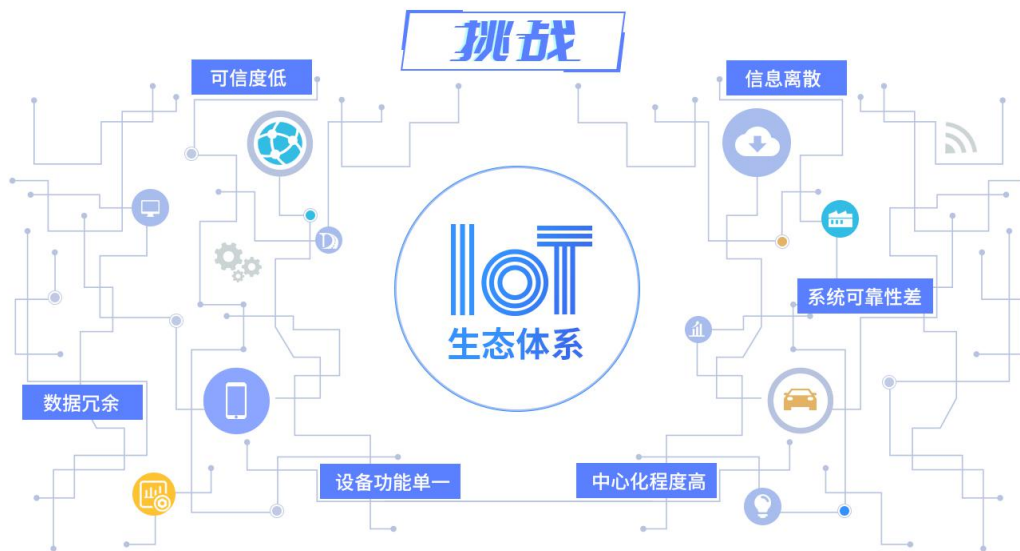 挑战
可信度低
信息离散
IoT
生态体系
系统可靠性差
数据冗余
设备功能单一
中心化程度高